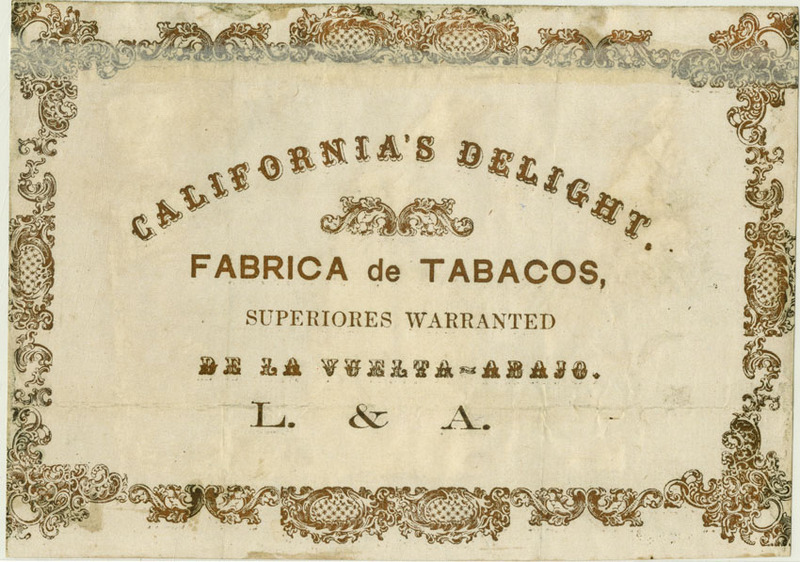 CALIFORNIA'S DELIGHT.
FABRICA de TABACOS,
SUPERIORES WARRANTED
DE LA VUELTA=ABAJO.
L. & A.